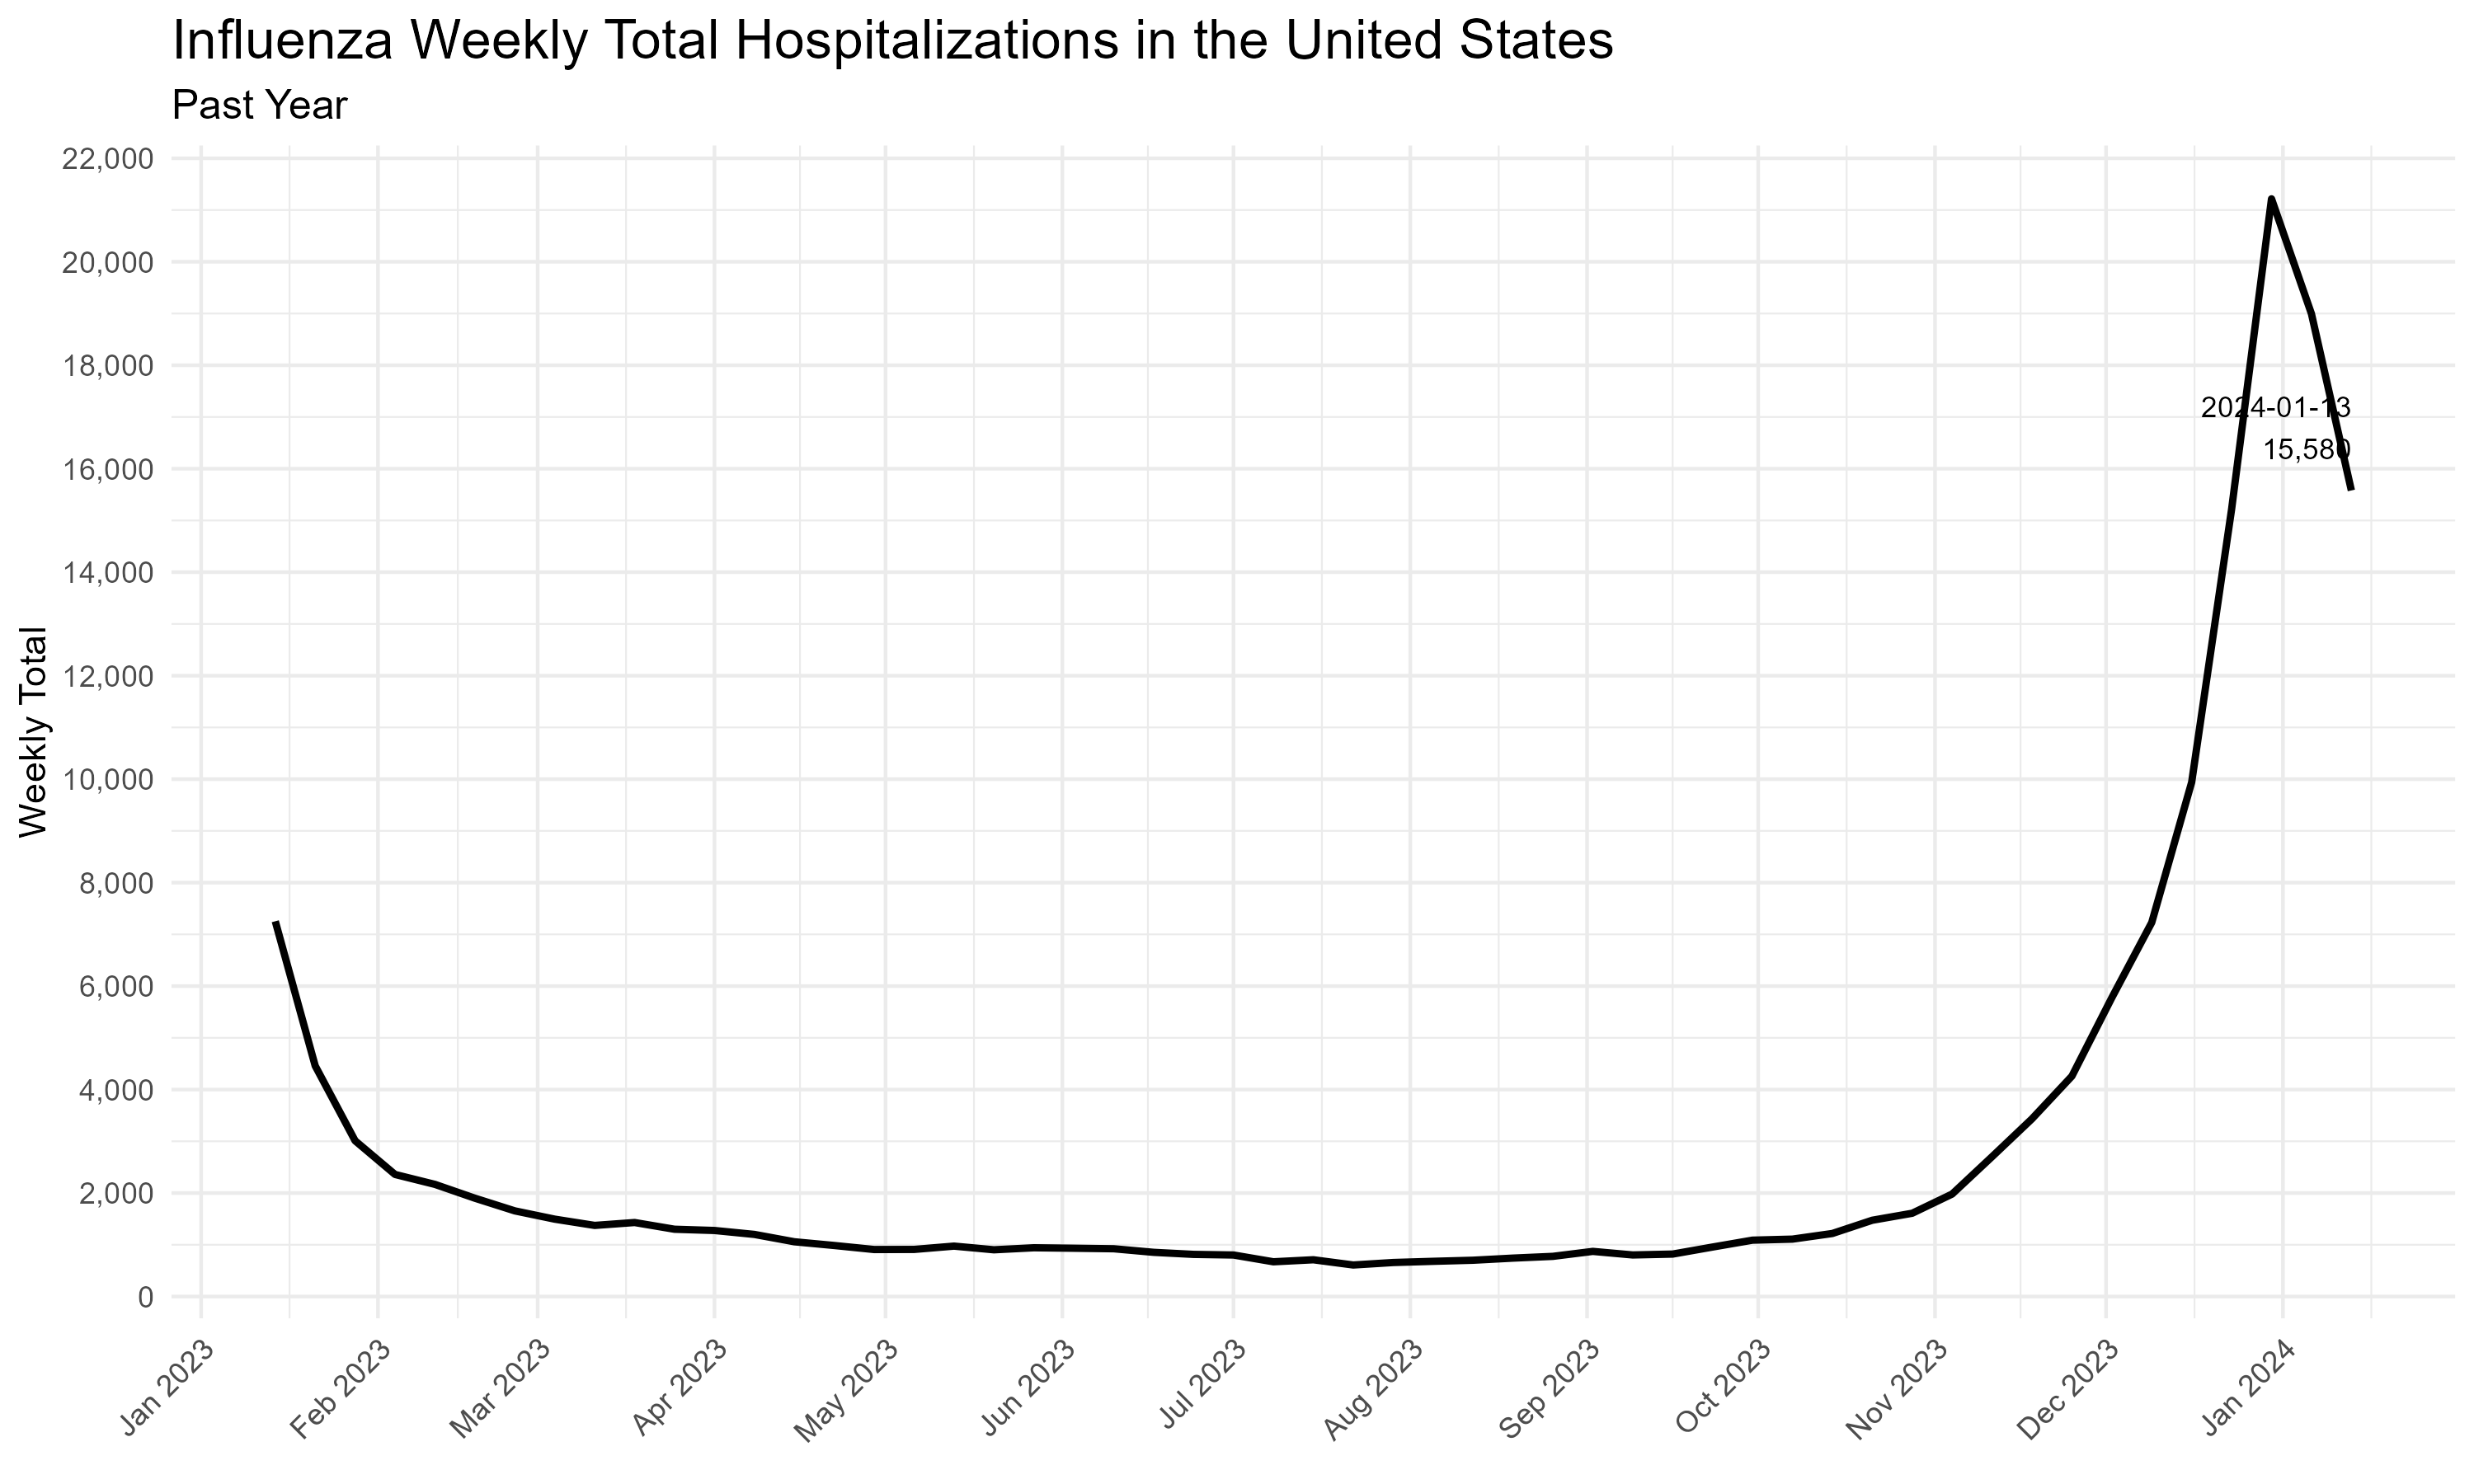 Influenza Weekly Total Hospitalizations in the United States
Past Year
22,000
20,000
18,000
2024-01-13
15,580
16,000
14,000
12,000
10,000
8,000
6,000
4,000
2,000
0
Weekly Total
Jan 2023
Feb 2023
Mar 2023
Apr 2023
May 2023
Jun 2023
Jul 2023
Aug 2023
Sep 2023
Oct 2023
Nov 2023
Dec 2023
Jan 2024